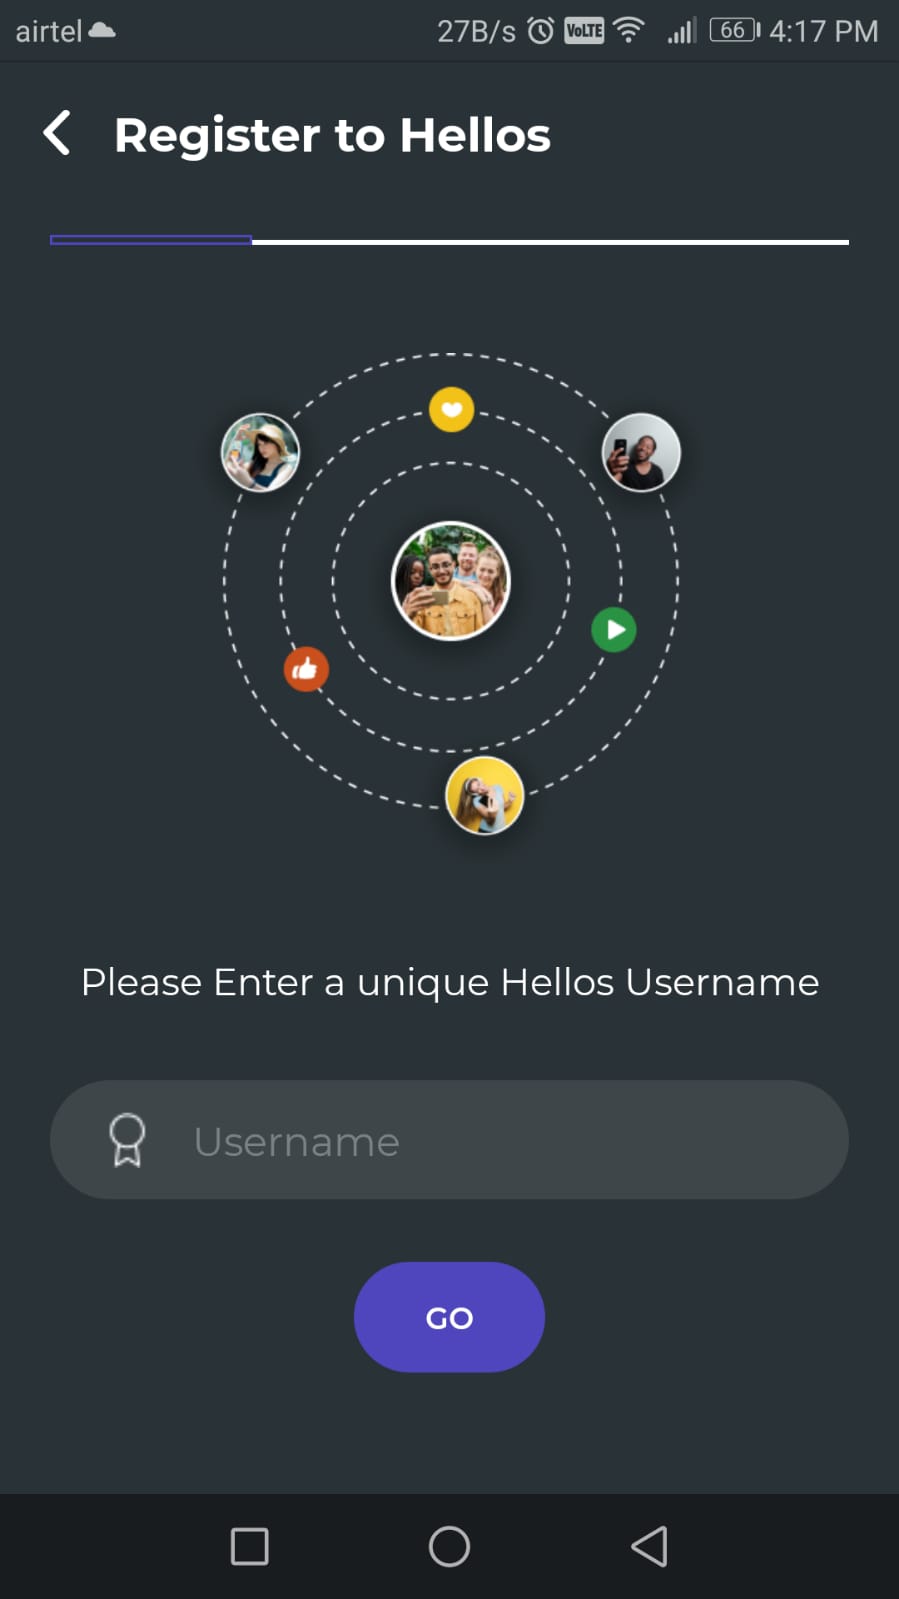 airtel 27B/s VoLTE 66 4:17 PM
Register to Hellos
Please Enter a unique Hellos Username
Username
GO